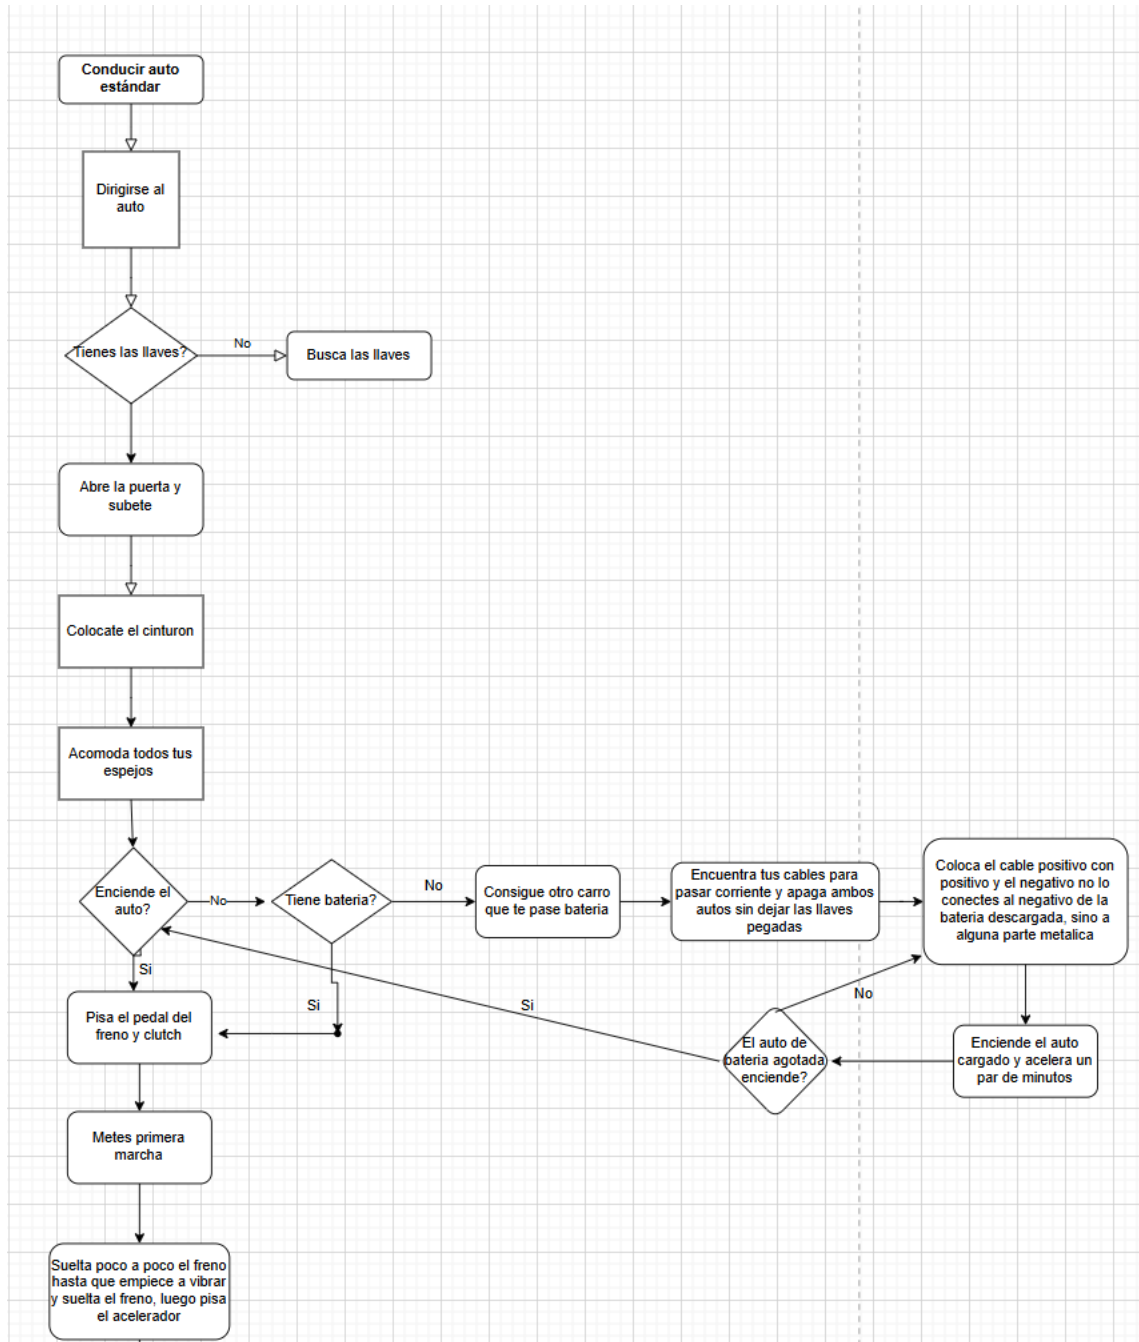 Conducir auto
estándar
Dirigirse al
auto
Tienes las llaves?
No
Busca las llaves
Abre la puerta y
subete
Colocate el cinturon
Acomoda todos tus
espejos
Enciende el
auto?
No
Tiene bateria?
No
Consigue otro carro
que te pase bateria
Encuentra tus cables para
pasar corriente y apaga ambos
autos sin dejar las llaves
pegadas
Coloca el cable positivo con
positivo y el negativo no lo
conectes al negativo de la
bateria descargada, sino a
alguna parte metalica
Si
Si
Si
No
Pisa el pedal del
freno y clutch
El auto de
bateria agotada
enciende?
Enciende el auto
cargado y acelera un
par de minutos
Metes primera
marcha
Suelta poco a poco el freno
hasta que empiece a vibrar
y suelta el freno, luego pisa
el acelerador